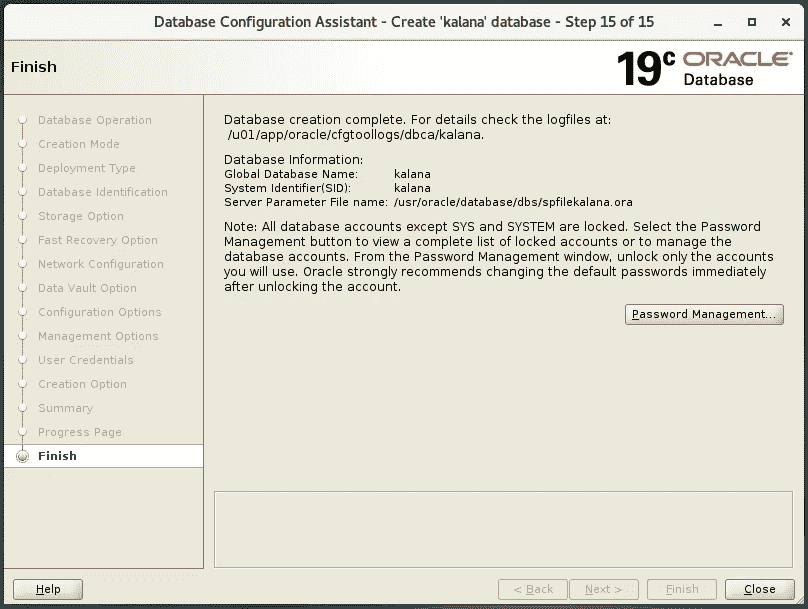 Database Configuration Assistant - Create 'kalana' database - Step 15 of 15
Finish
19c ORACLE
Database
Database Operation
Creation Mode
Deployment Type
Database Identification
Storage Option
Fast Recovery Option
Network Configuration
Data Vault Option
Configuration Options
Management Options
User Credentials
Creation Option
Summary
Progress Page
Finish
Database creation complete. For details check the logfiles at:
/u01/app/oracle/cfgtoollogs/dbca/kalana.
Database Information:
Global Database Name: kalana
System Identifier(SID): kalana
Server Parameter File name: /usr/oracle/database/dbs/spfilekalana.ora
Note: All database accounts except SYS and SYSTEM are locked. Select the Password
Management button to view a complete list of locked accounts or to manage the
database accounts. From the Password Management window, unlock only the accounts
you will use. Oracle strongly recommends changing the default passwords immediately
after unlocking the account.
Password Management...
Help
< Back
Next >
Finish
Close